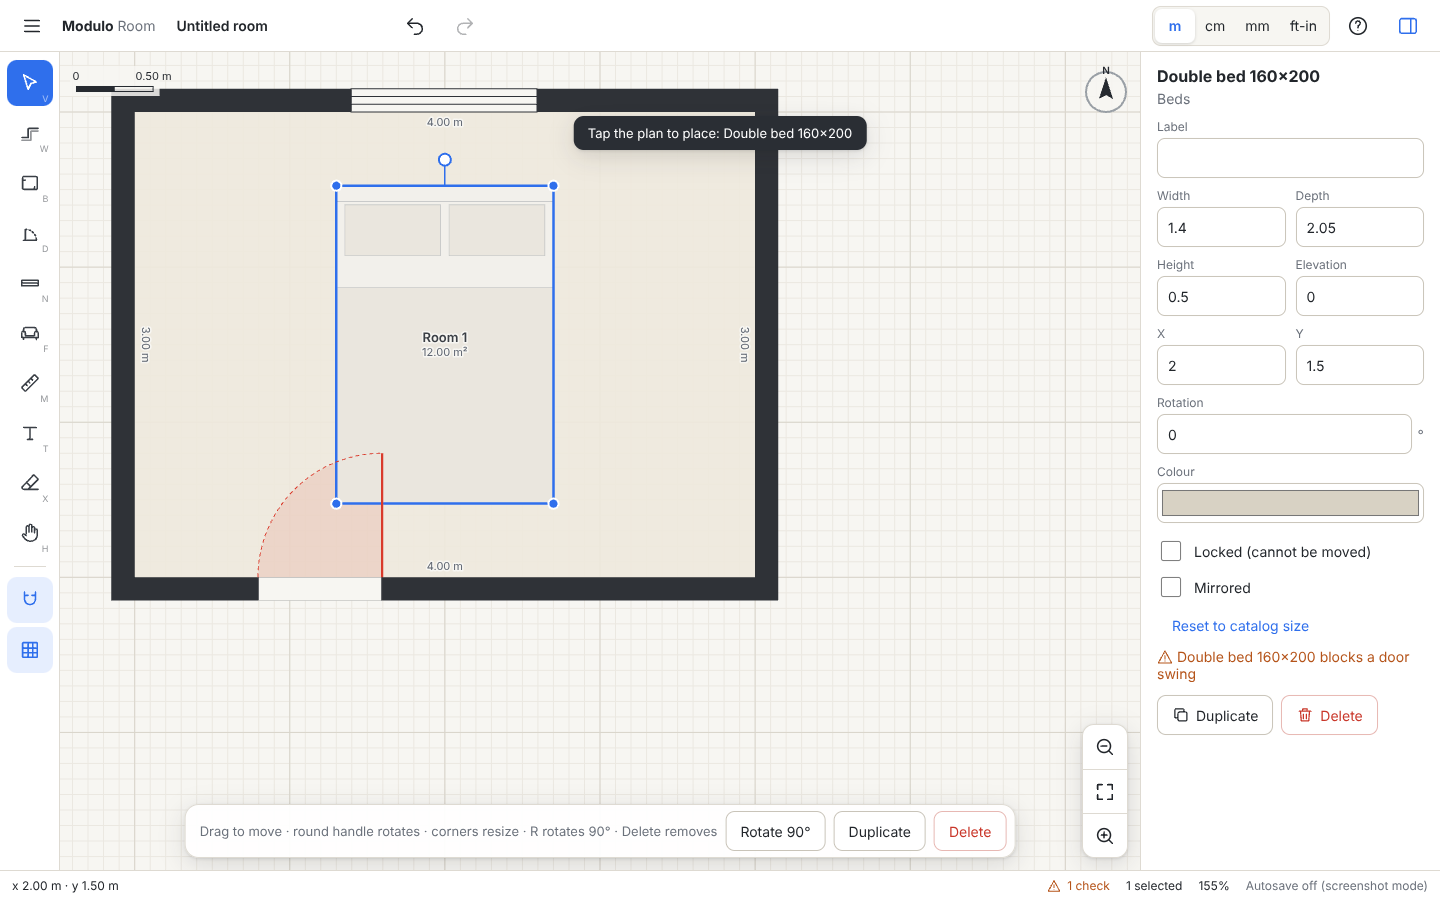 Modulo Room
Untitled room
m
cm
mm
ft-in
0
0.50 m
N
V
W
B
D
N
F
M
T
X
H
4.00 m
Tap the plan to place: Double bed 160×200
3.00 m
3.00 m
Room 1
12.00 m²
4.00 m
Double bed 160×200
Beds
Label
Width
Depth
1.4
2.05
Height
Elevation
0.5
0
X
Y
2
1.5
Rotation
0
°
Colour
Locked (cannot be moved)
Mirrored
Reset to catalog size
Double bed 160×200 blocks a door
swing
Duplicate
Delete
Drag to move · round handle rotates · corners resize · R rotates 90° · Delete removes
Rotate 90°
Duplicate
Delete
x 2.00 m · y 1.50 m
1 check
1 selected
155%
Autosave off (screenshot mode)